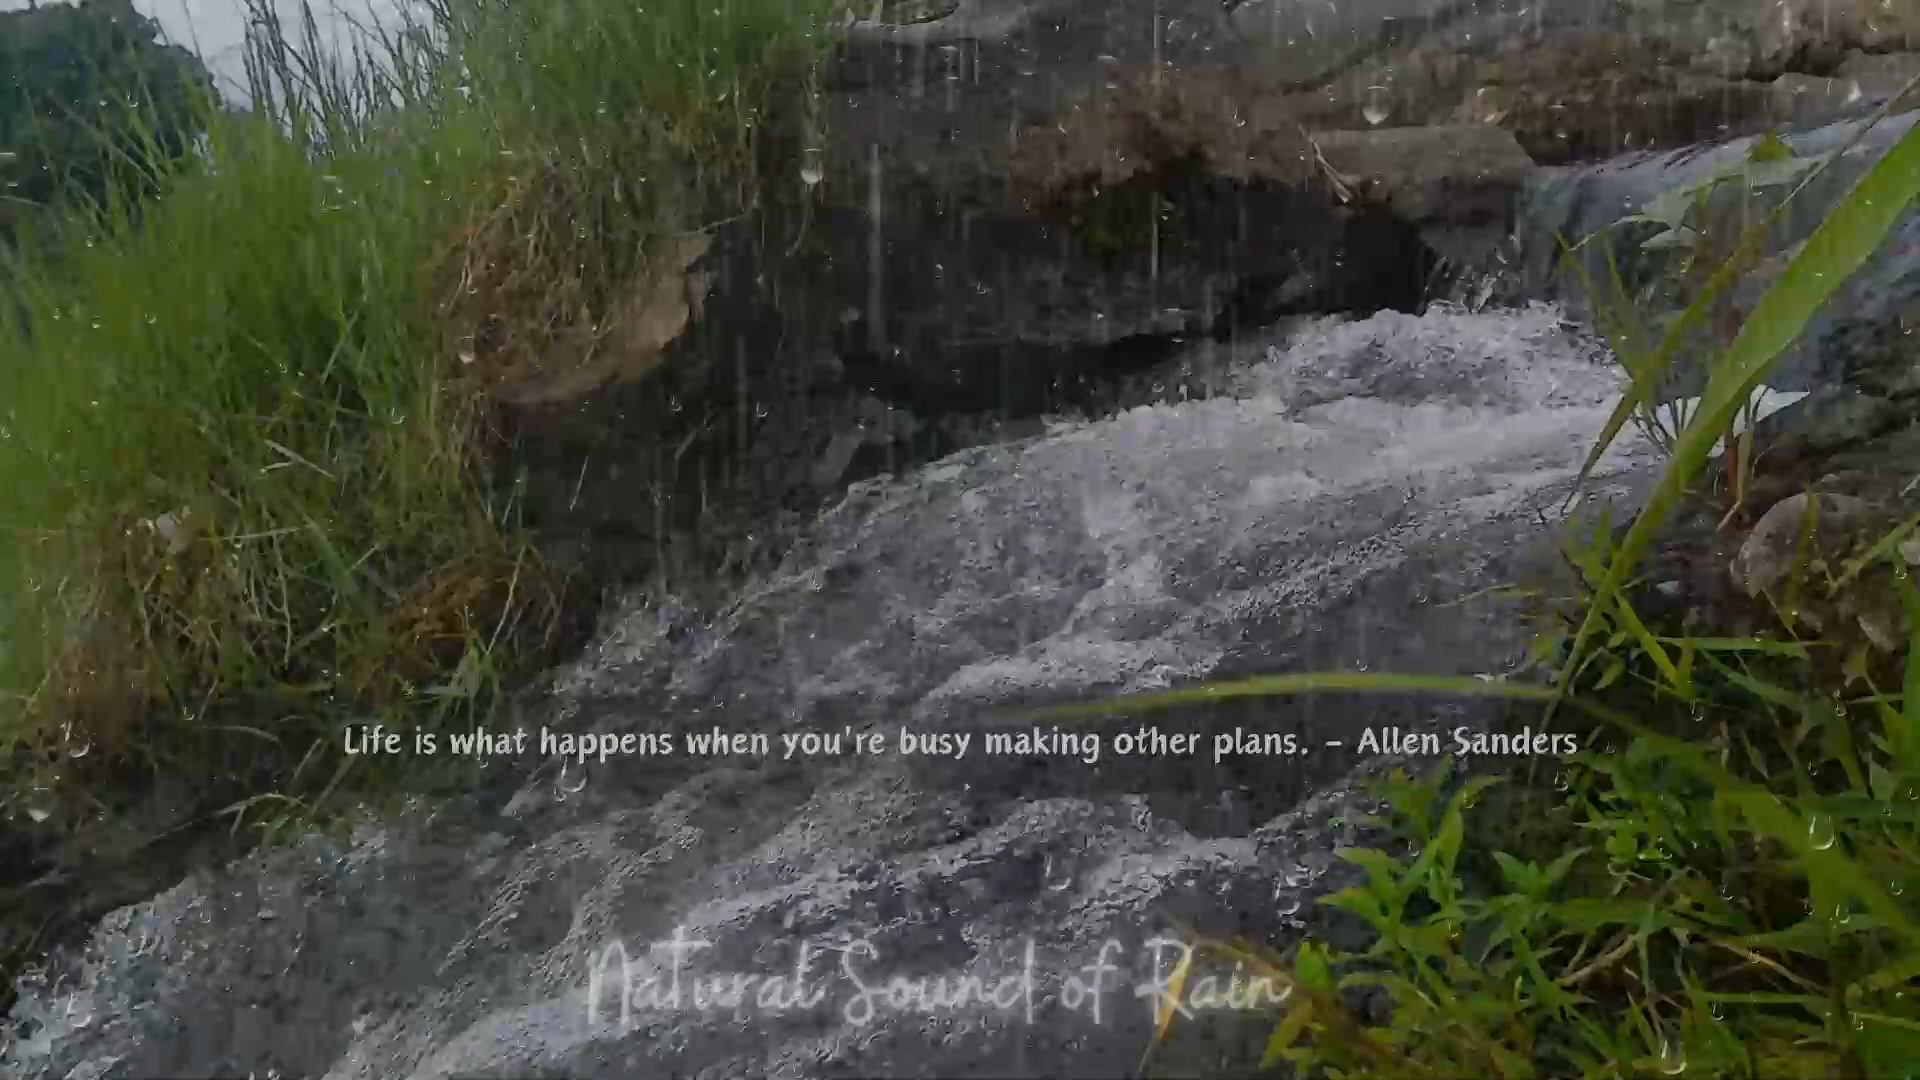 Life is what happens when you're busy making other plans. – Allen Sanders
Natural Sound of Rain